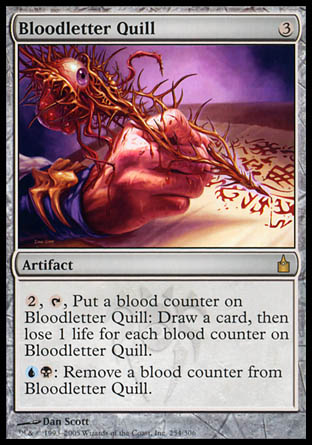 Bloodletter Quill 3
Artifact
2, T, Put a blood counter on
Bloodletter Quill: Draw a card, then
lose 1 life for each blood counter on
Bloodletter Quill.
: Remove a blood counter from
Bloodletter Quill.
Dan Scott
™ & © 1993-2005 Wizards of the Coast, Inc. 254/306